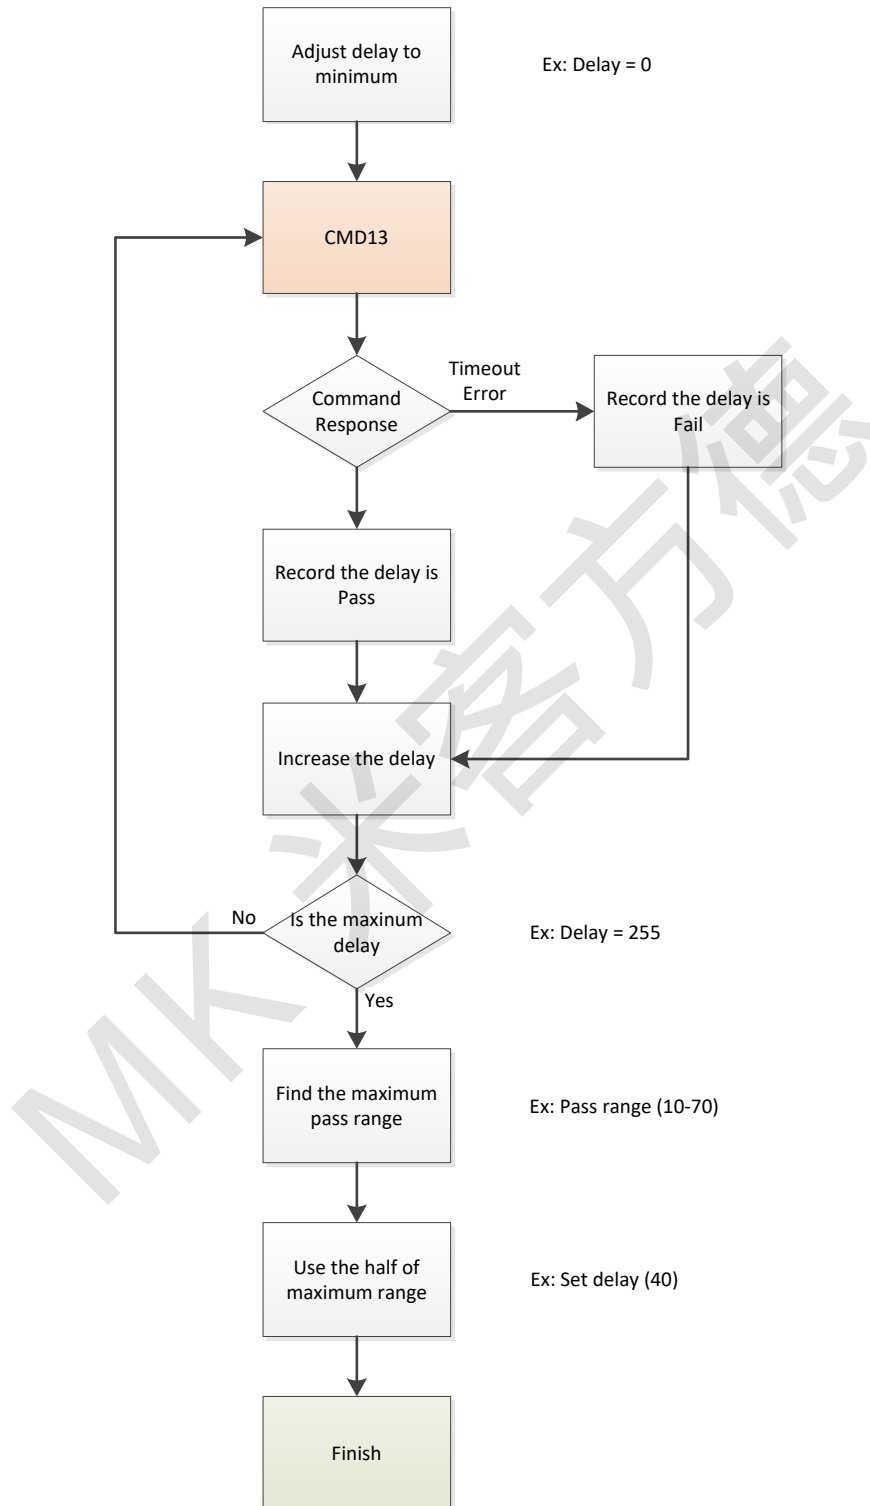 Adjust delay to
minimum
Ex: Delay = 0
CMD13
Command
Response
Timeout
Error
Record the delay is
Fail
Record the delay is
Pass
Increase the delay
No
Is the maxinum
delay
Ex: Delay = 255
Yes
Find the maximum
pass range
Ex: Pass range (10-70)
Use the half of
maximum range
Ex: Set delay (40)
Finish
MK 米客方德